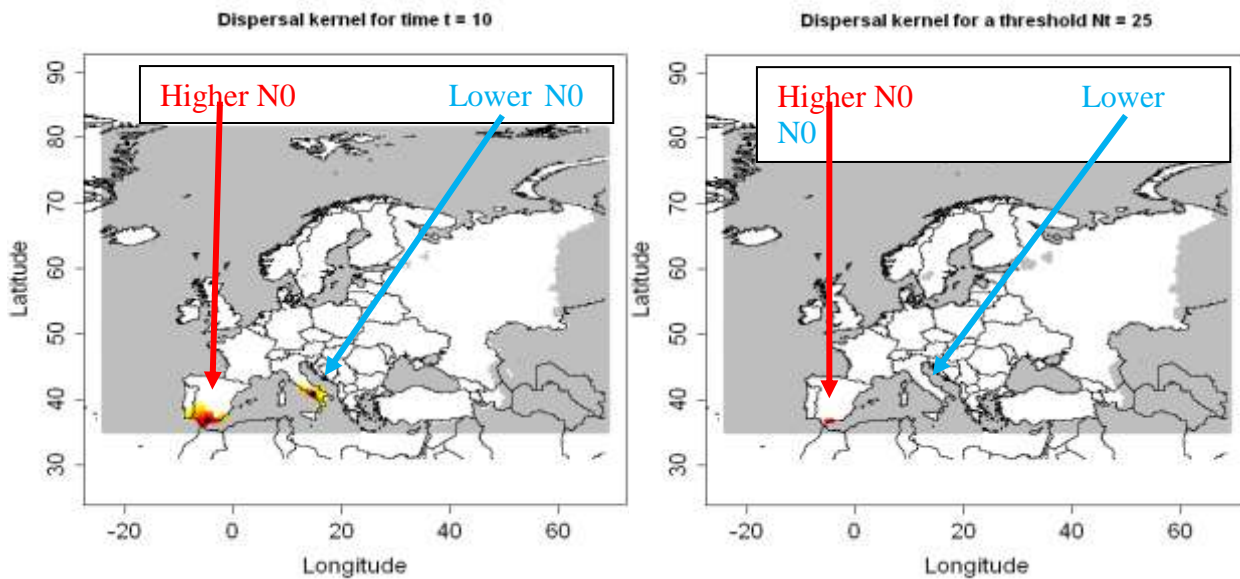 Dispersal kernel for time t = 10
Higher N0 Lower N0
Latitude
90
80
70
60
50
40
30
-20 0 20 40 60
Longitude
Dispersal kernel for a threshold Nt = 25
Higher N0 Lower
N0
Latitude
90
80
70
60
50
40
30
-20 0 20 40 60
Longitude